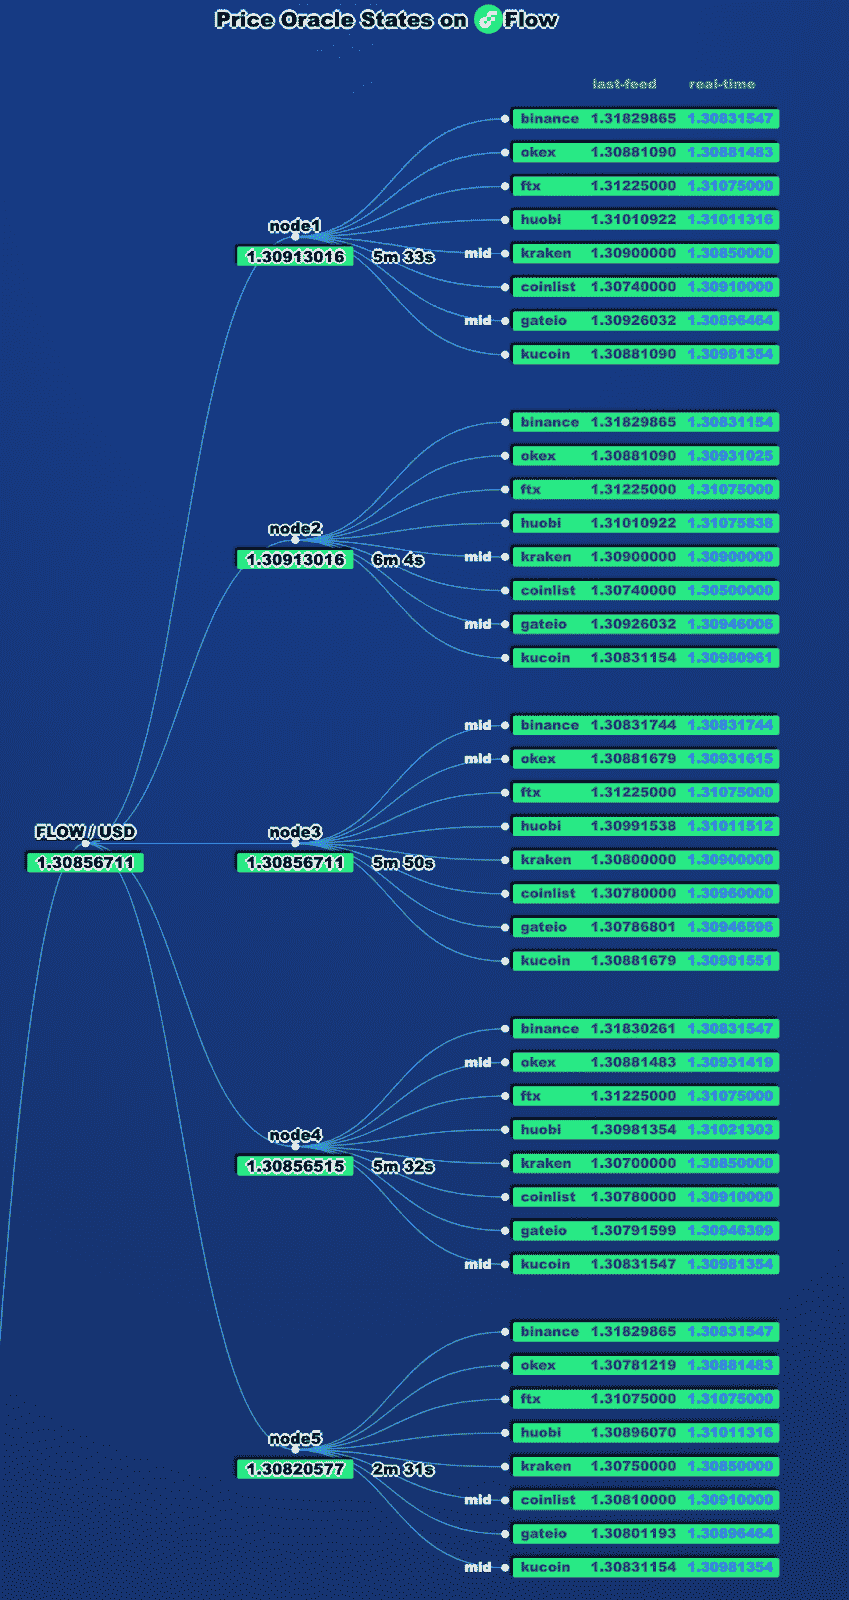 Price Oracle States on Flow
last-feed real-time
binance 1.31829865 1.30831547
okex 1.30881090 1.30881483
ftx 1.31225000 1.31075000
node1
huobi 1.31010922 1.31011316
1.30913016 5m 33s mid kraken 1.30900000 1.30850000
coinlist 1.30740000 1.30910000
mid gateio 1.30926032 1.30896464
kucoin 1.30881090 1.30981354
binance 1.31829865 1.30831154
okex 1.30881090 1.30931025
ftx 1.31225000 1.31075000
node2
huobi 1.31010922 1.31075838
1.30913016 6m 4s mid kraken 1.30900000 1.30900000
coinlist 1.30740000 1.30500000
mid gateio 1.30926032 1.30946006
kucoin 1.30831154 1.30980961
mid binance 1.30831744 1.30831744
mid okex 1.30881679 1.30931615
ftx 1.31225000 1.31075000
FLOW / USD node3
huobi 1.30991538 1.31011512
1.30856711 1.30856711 5m 50s kraken 1.30800000 1.30900000
coinlist 1.30780000 1.30960000
gateio 1.30786801 1.30946596
kucoin 1.30881679 1.30981551
binance 1.31830261 1.30831547
mid okex 1.30881483 1.30931419
ftx 1.31225000 1.31075000
node4
huobi 1.30981354 1.31021303
1.30856515 5m 32s kraken 1.30700000 1.30850000
coinlist 1.30780000 1.30910000
gateio 1.30791599 1.30946399
mid kucoin 1.30831547 1.30981354
binance 1.31829865 1.30831547
okex 1.30781219 1.30881483
ftx 1.31075000 1.31075000
node5
huobi 1.30896070 1.31011316
1.30820577 2m 31s kraken 1.30750000 1.30850000
mid coinlist 1.30810000 1.30910000
gateio 1.30801193 1.30896464
mid kucoin 1.30831154 1.30981354